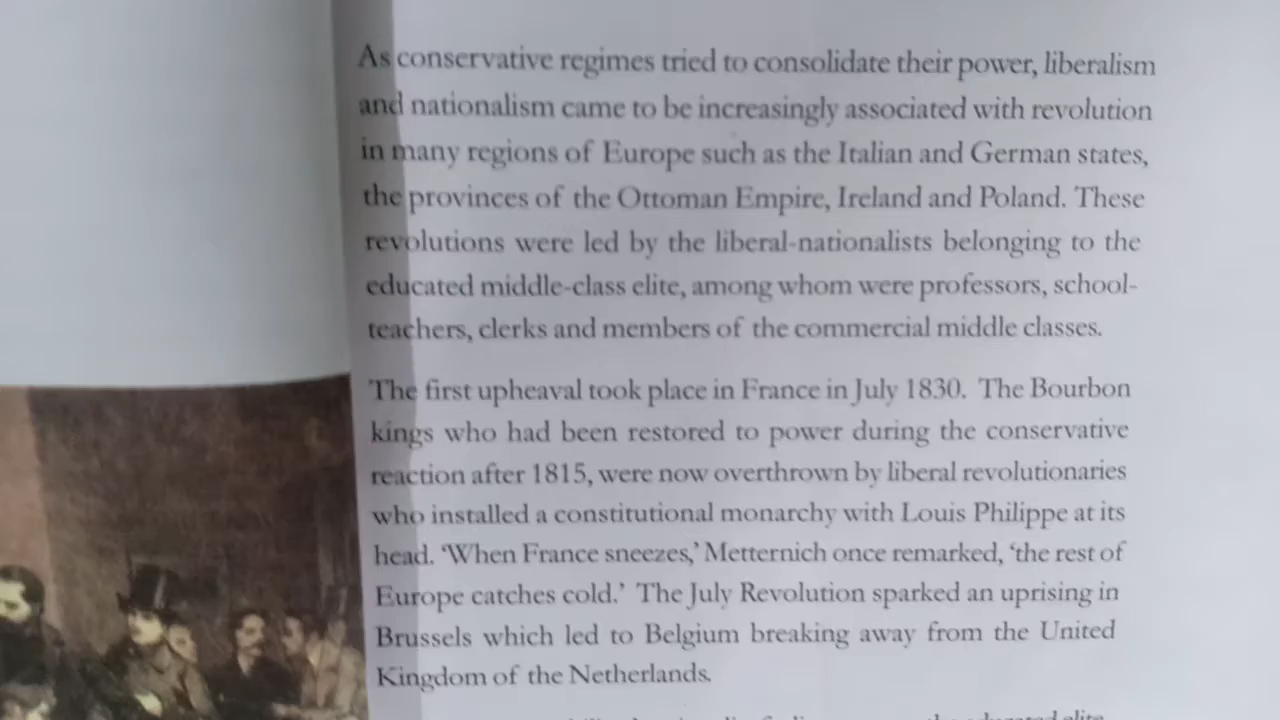 As conservative regimes tried to consolidate their power, liberalism
and nationalism came to be increasingly associated with revolution
in many regions of Europe such as the Italian and German states,
the provinces of the Ottoman Empire, Ireland and Poland. These
revolutions were led by the liberal-nationalists belonging to the
educated middle-class elite, among whom were professors, school-
teachers, clerks and members of the commercial middle classes.
The first upheaval took place in France in July 1830. The Bourbon
kings who had been restored to power during the conservative
reaction after 1815, were now overthrown by liberal revolutionaries
who installed a constitutional monarchy with Louis Philippe at its
head. ‘When France sneezes,’ Metternich once remarked, ‘the rest of
Europe catches cold.’ The July Revolution sparked an uprising in
Brussels which led to Belgium breaking away from the United
Kingdom of the Netherlands.